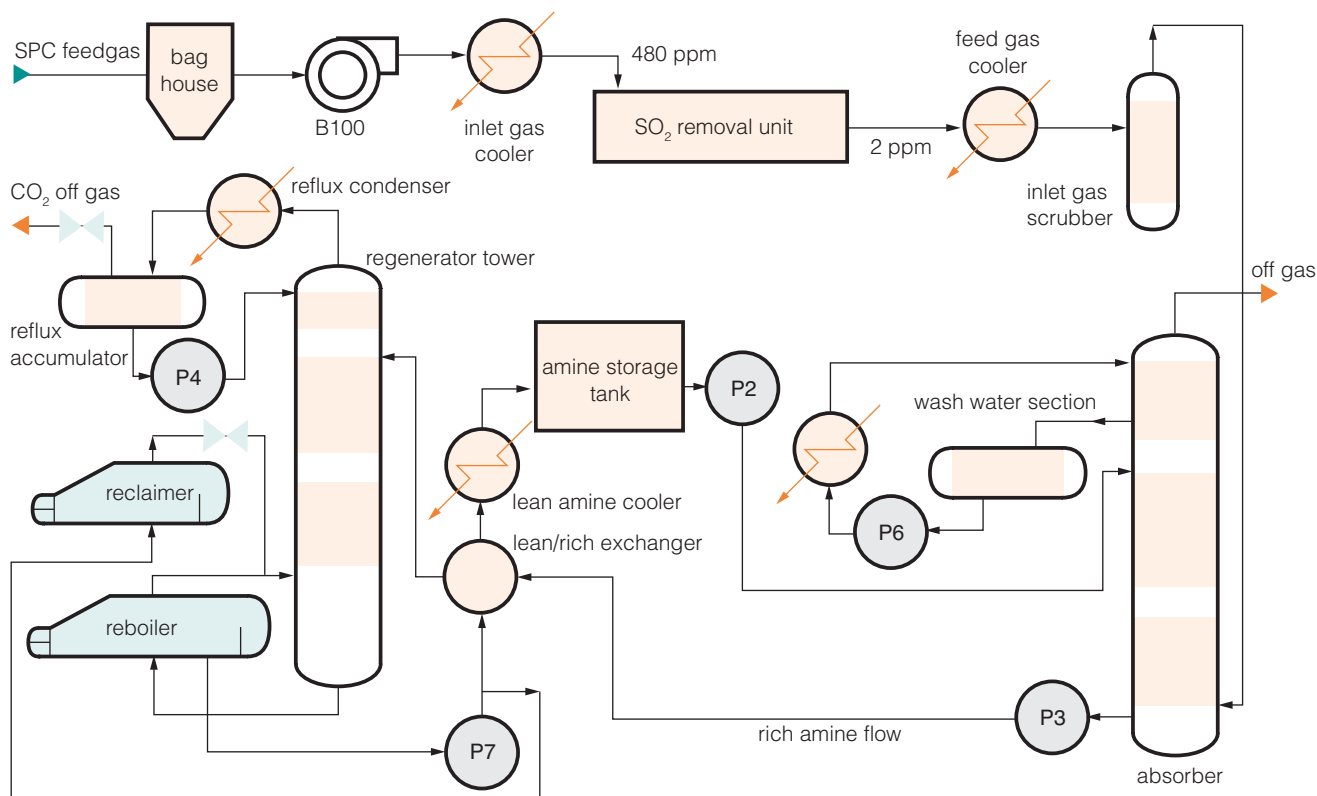 SPC feedgas
bag
house
B100
inlet gas
cooler
480 ppm
SO₂ removal unit
2 ppm
feed gas
cooler
inlet gas
scrubber
CO₂ off gas
reflux condenser
regenerator tower
reflux
accumulator
P4
off gas
amine storage
tank
P2
wash water section
reclaimer
lean amine cooler
P6
lean/rich exchanger
reboiler
P7
rich amine flow
P3
absorber